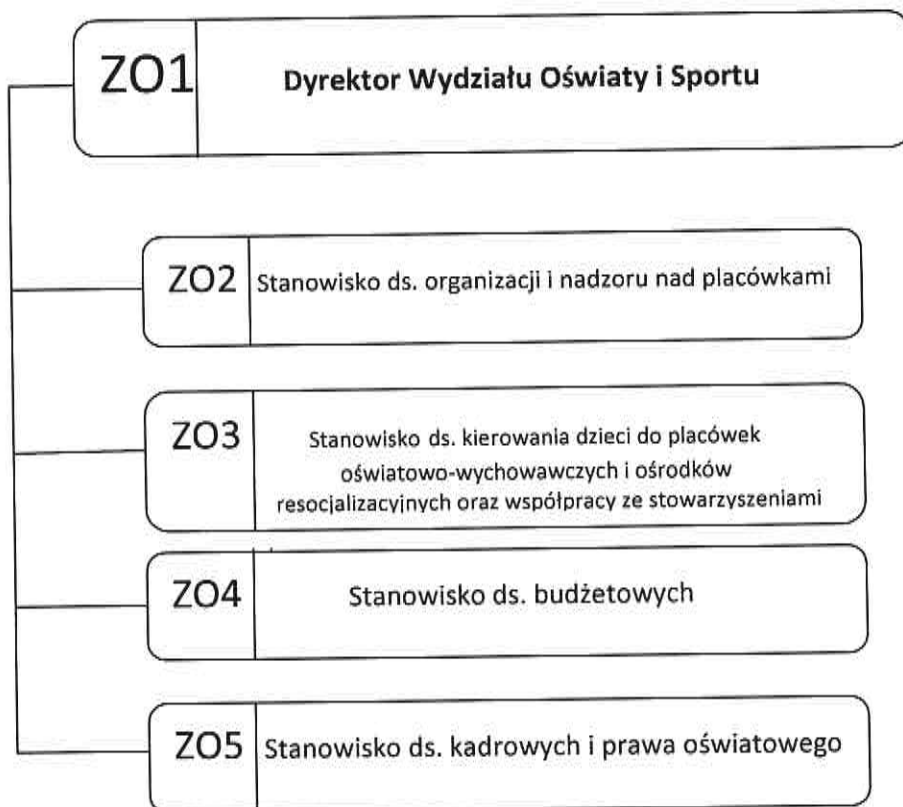 ZO1 Dyrektor Wydziału Oświaty i Sportu
ZO2 Stanowisko ds. organizacji i nadzoru nad placówkami
ZO3 Stanowisko ds. kierowania dzieci do placówek
oświatowo-wychowawczych i ośrodków
resocjalizacyjnych oraz współpracy ze stowarzyszeniami
ZO4 Stanowisko ds. budżetowych
ZO5 Stanowisko ds. kadrowych i prawa oświatowego